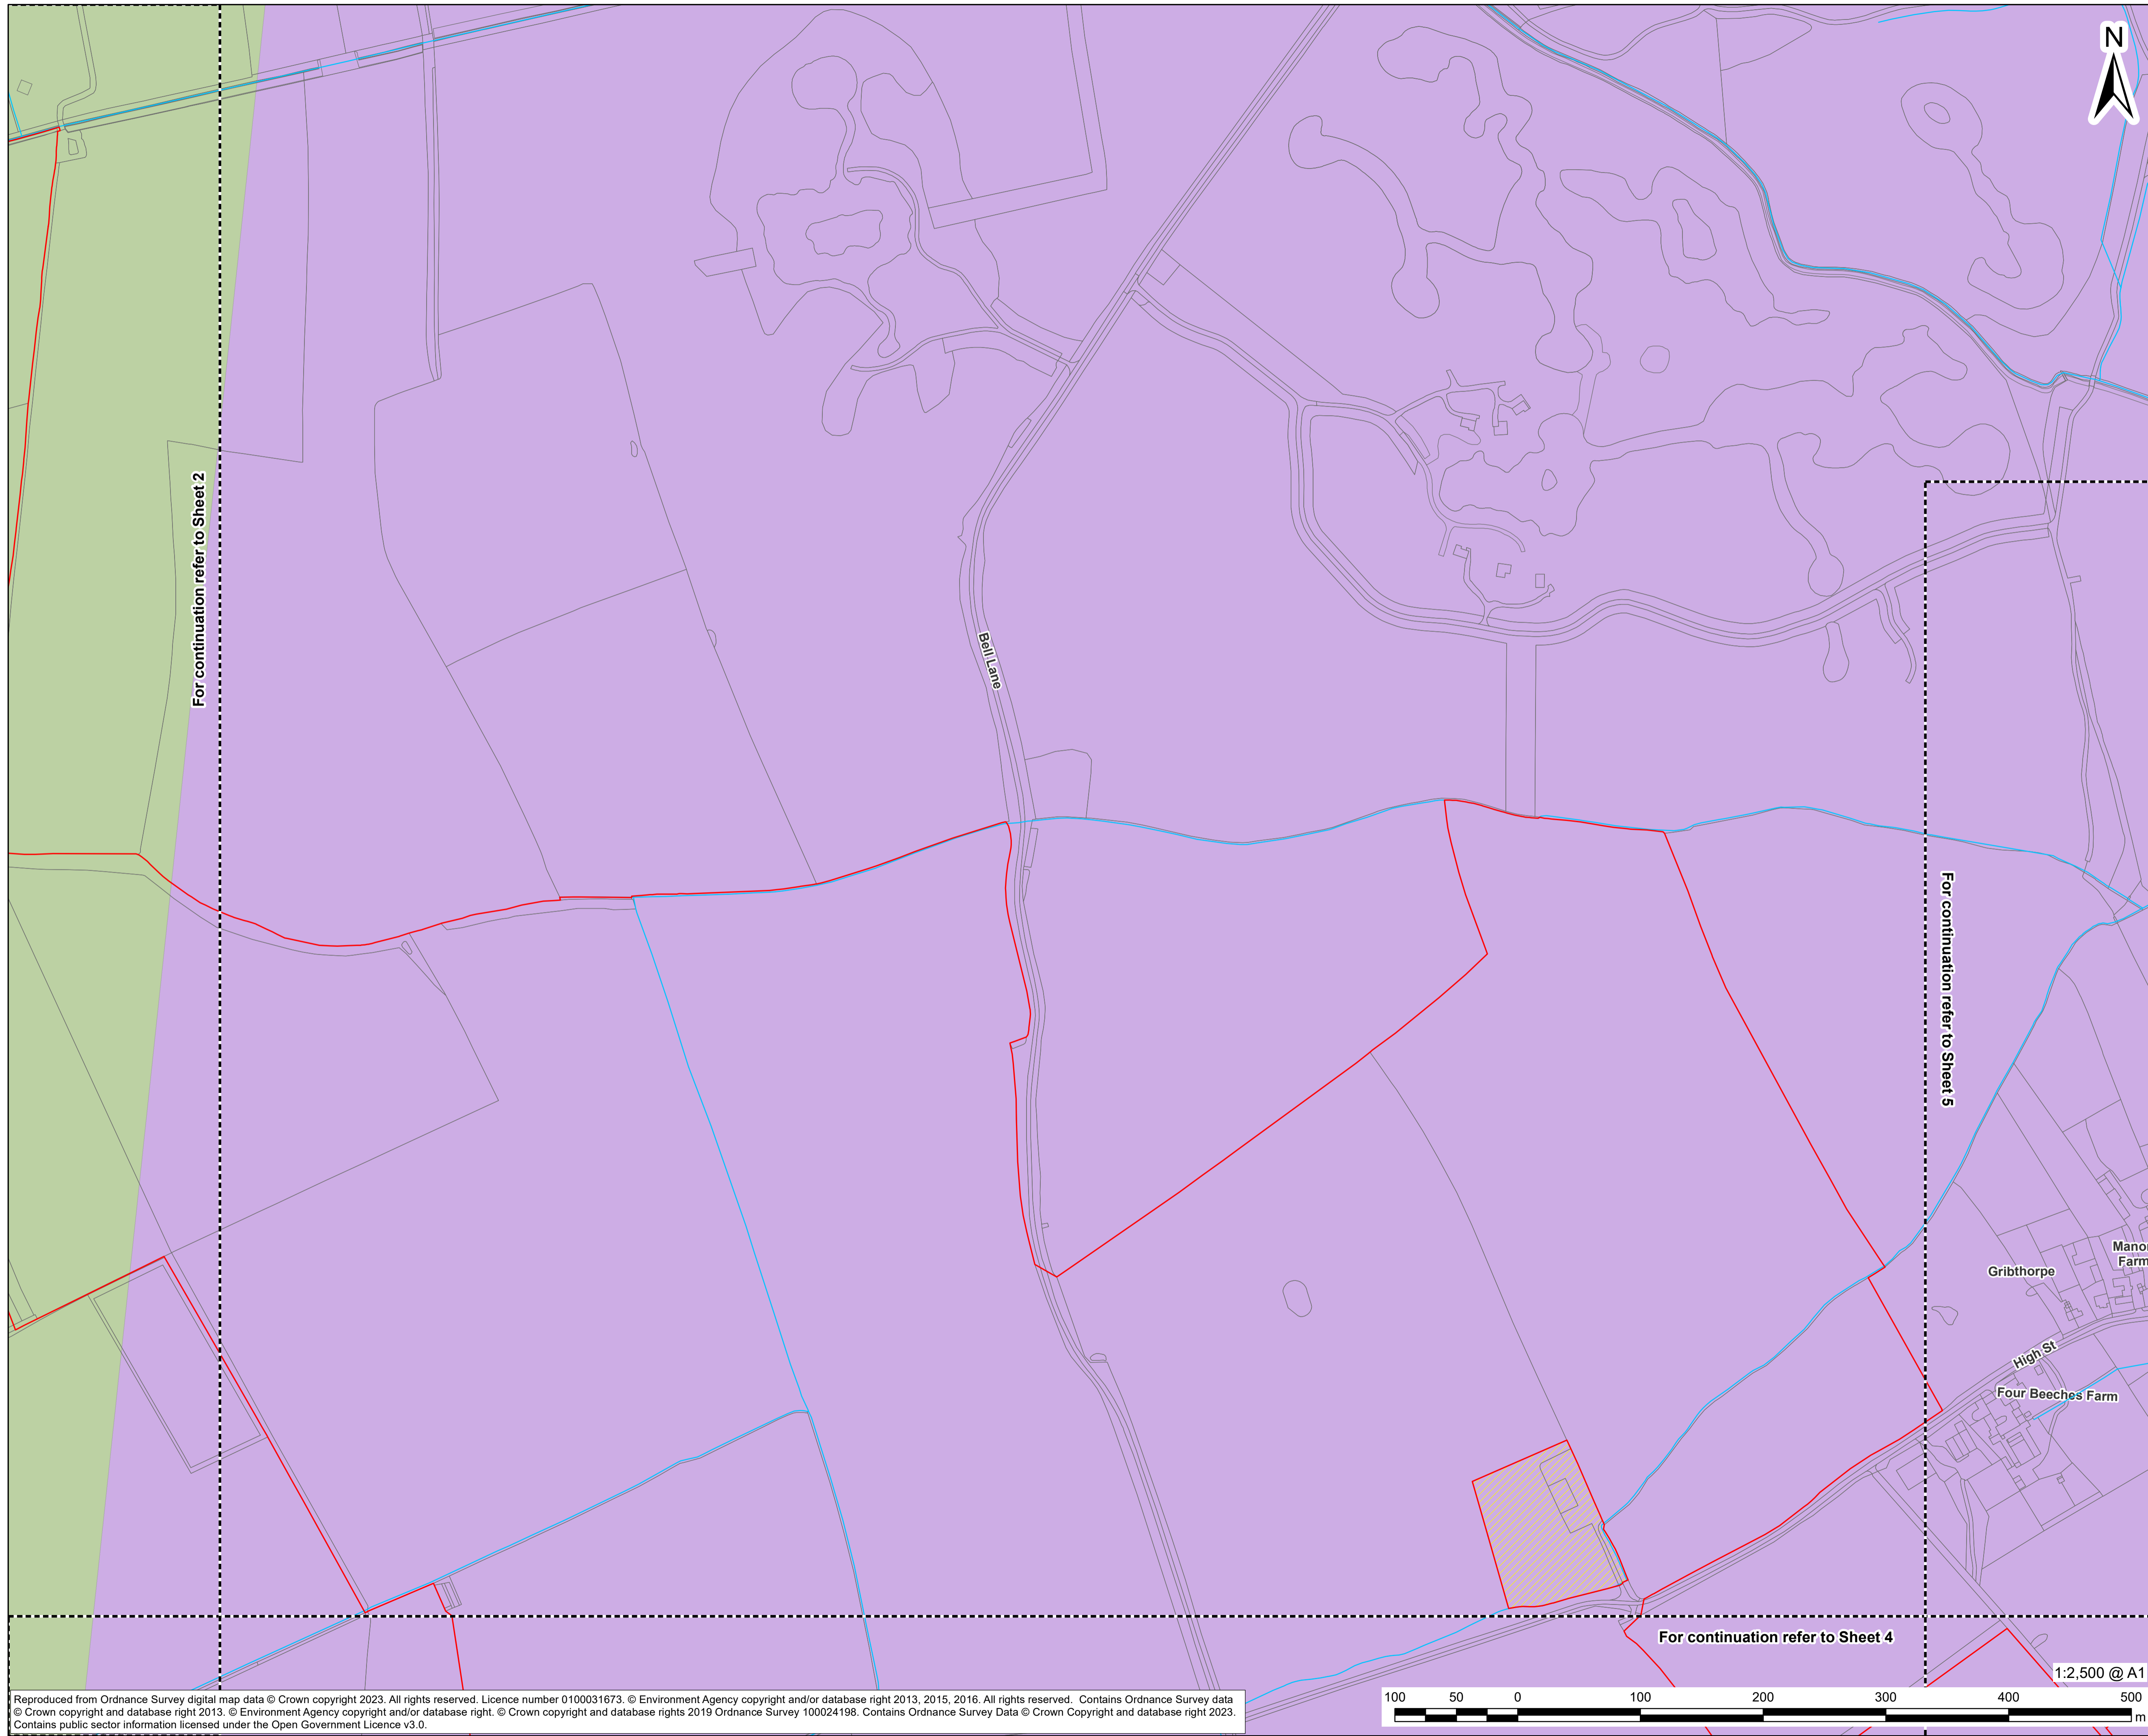 N
For continuation refer to Sheet 2
Bell Lane
For continuation refer to Sheet 5
Manor
Farm
Gribthorpe
High St
Four Beeches Farm
For continuation refer to Sheet 4
1:2,500 @ A1
100 50 0 100 200 300 400 500
m
Reproduced from Ordnance Survey digital map data © Crown copyright 2023. All rights reserved. Licence number 0100031673. © Environment Agency copyright and/or database right 2013, 2015, 2016. All rights reserved. Contains Ordnance Survey data
© Crown copyright and database right 2013. © Environment Agency copyright and/or database right. © Crown copyright and database rights 2019 Ordnance Survey 100024198. Contains Ordnance Survey Data © Crown Copyright and database right 2023.
Contains public sector information licensed under the Open Government Licence v3.0.